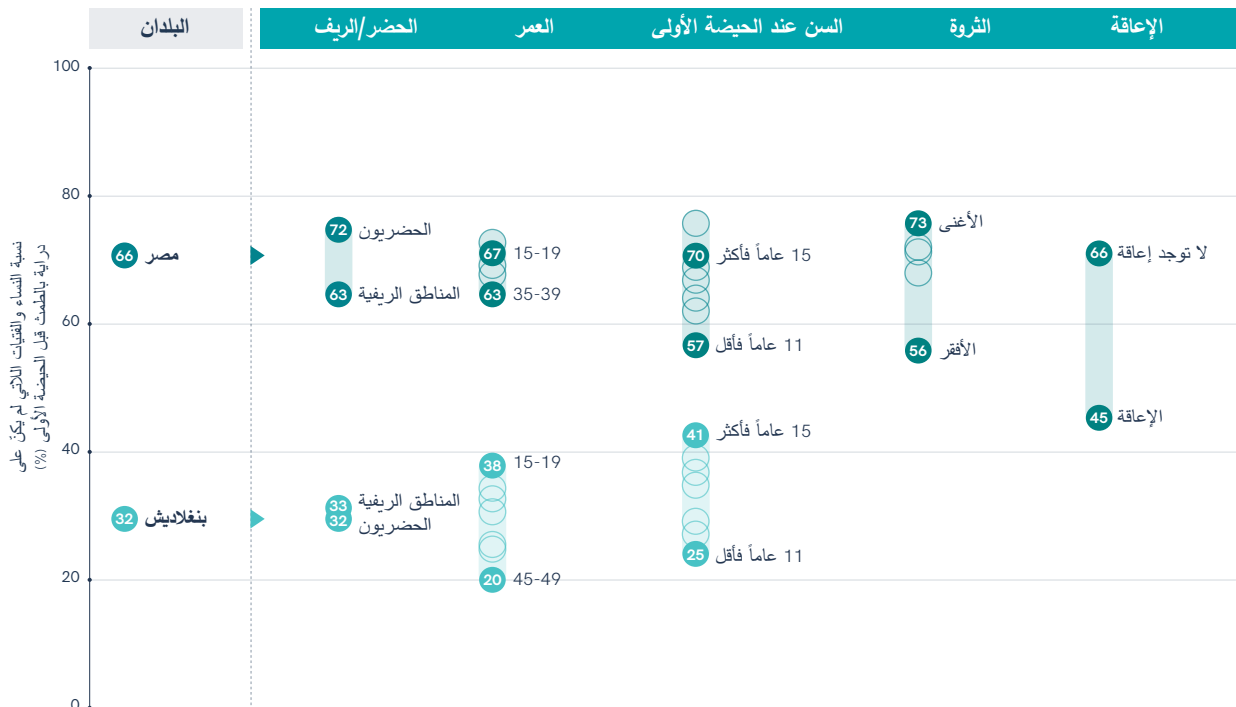 البلدان
الحضر/الريف
العمر
السن عند الحيضة الأولى
الثروة
الإعاقة
نسبة النساء والفتيات اللاتي لم يكنّ على
دراية بالطمث قبل الحيضة الأولى (%)
100
80
60
40
20
0
مصر 66
72 الحضريون
63 المناطق الريفية
67 15-19
63 35-39
70 15 عاماً فأكثر
57 11 عاماً فأقل
73 الأغنى
56 الأفقر
66 لا توجد إعاقة
45 الإعاقة
بنغلاديش 32
33 المناطق الريفية
32 الحضريون
38 15-19
20 45-49
41 15 عاماً فأكثر
25 11 عاماً فأقل